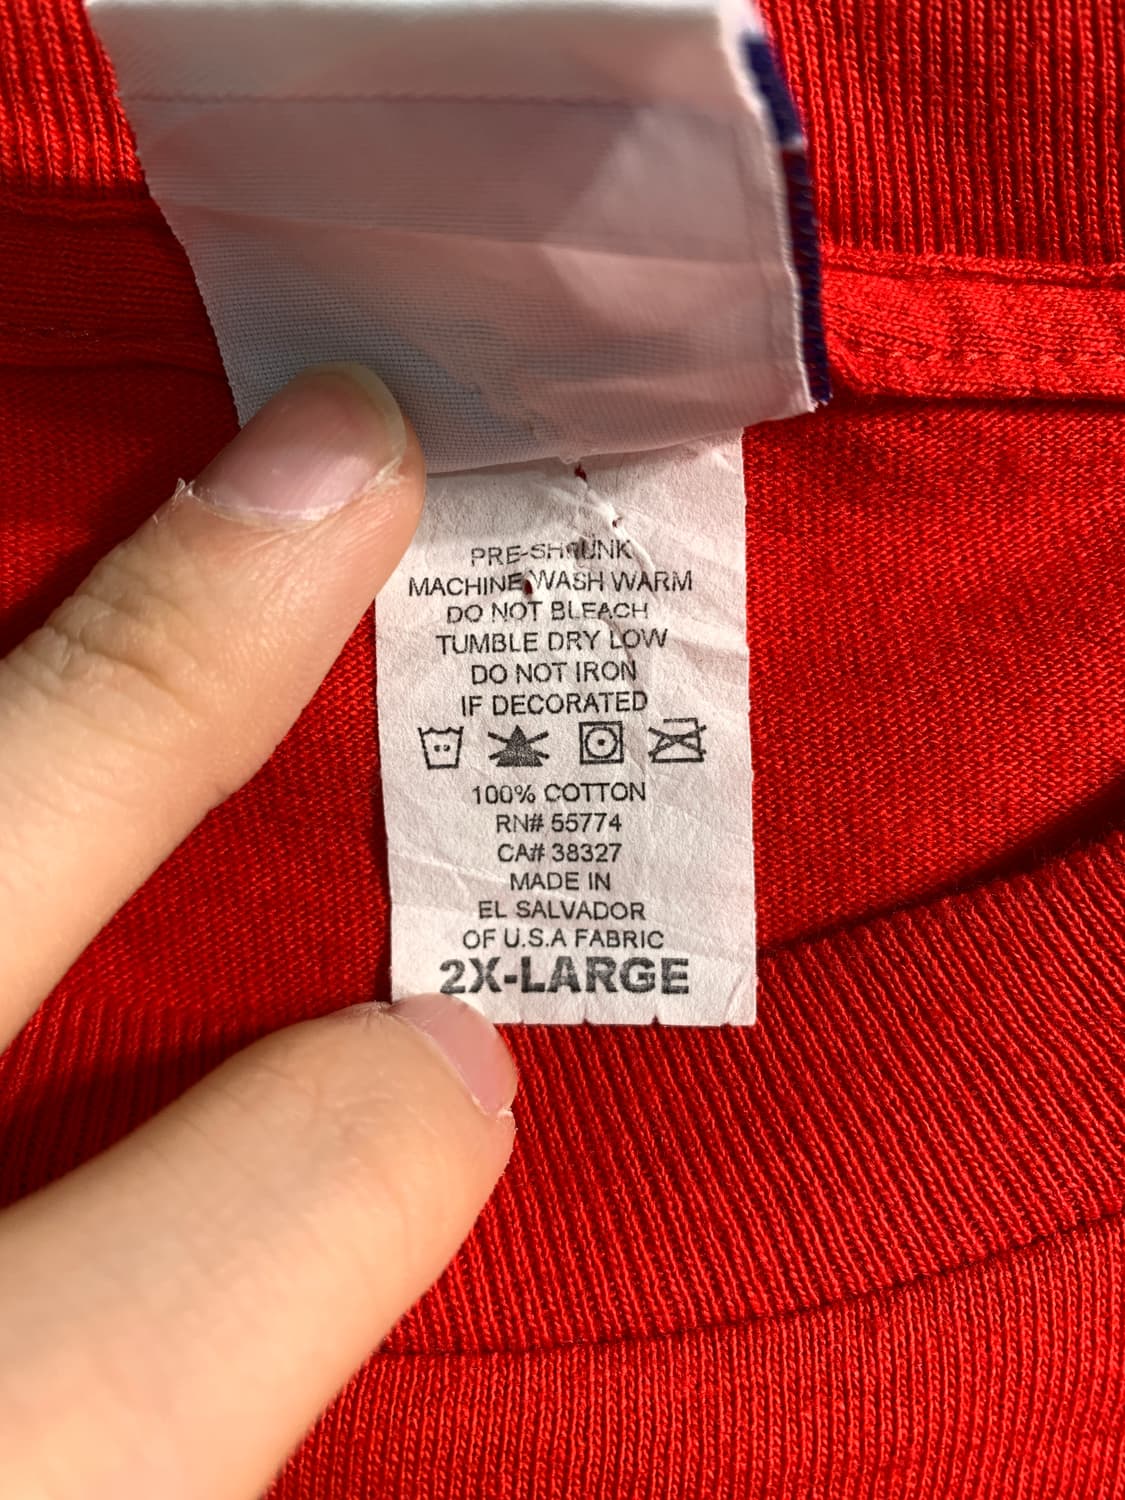 PRE-SHRUNK
MACHINE WASH WARM
DO NOT BLEACH
TUMBLE DRY LOW
DO NOT IRON
IF DECORATED
100% COTTON
RN# 55774
CA# 38327
MADE IN
EL SALVADOR
OF U.S.A FABRIC
2X-LARGE